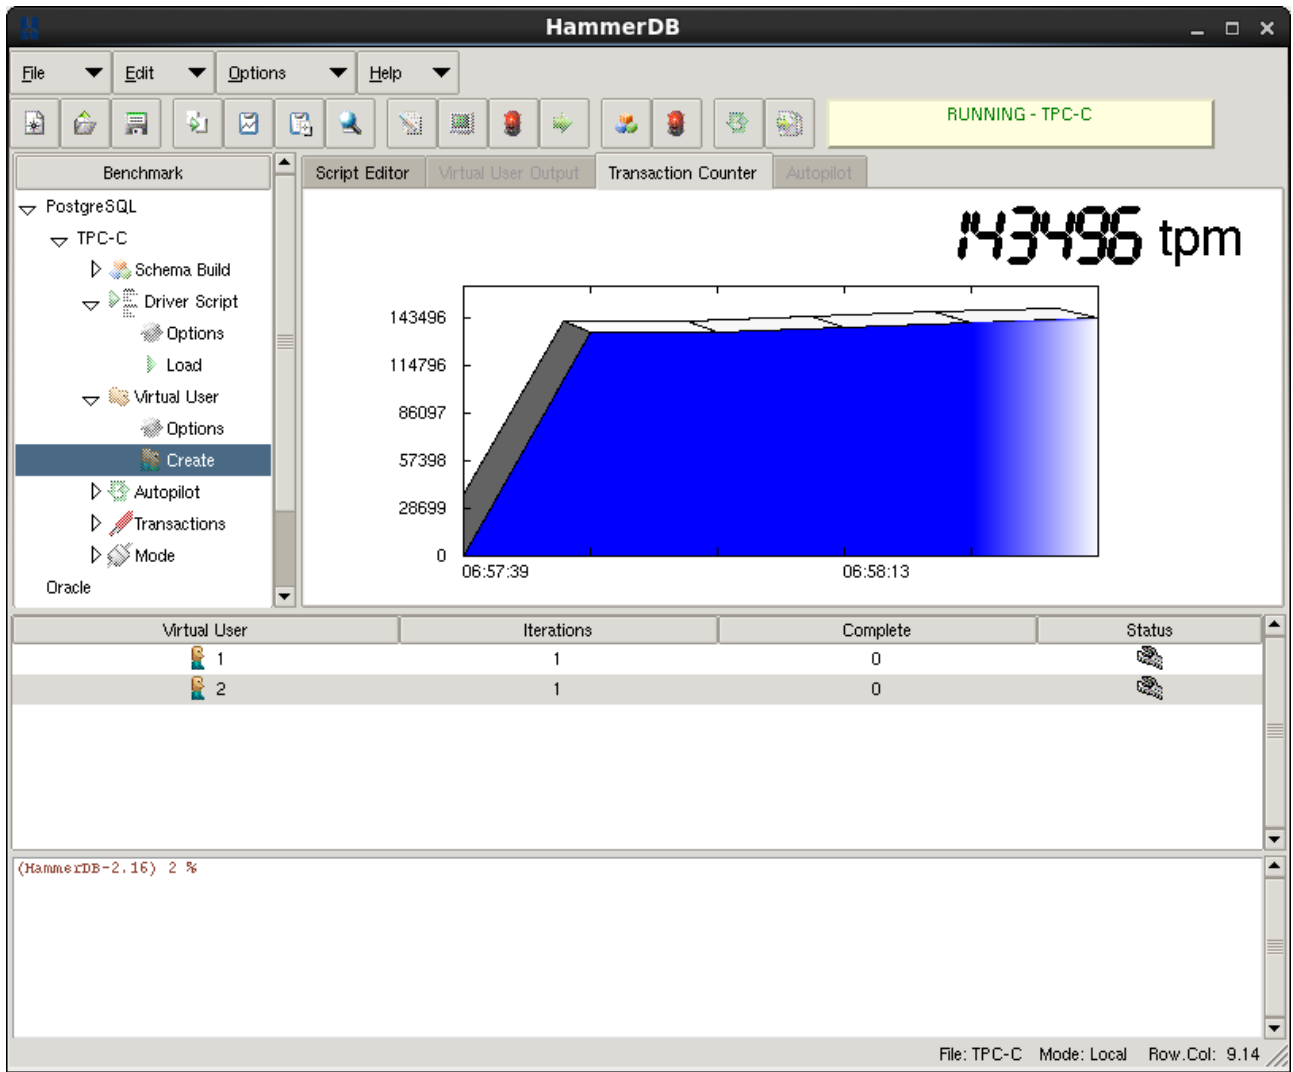 HammerDB
File Edit Options Help
RUNNING - TPC-C
Benchmark
Script Editor Virtual User Output Transaction Counter Autopilot
PostgreSQL
TPC-C
Schema Build
Driver Script
Options
Load
Virtual User
Options
Create
Autopilot
Transactions
Mode
Oracle
143496 tpm
143496
114796
86097
57398
28699
0
06:57:39 06:58:13
Virtual User Iterations Complete Status
1 1 0
2 1 0
(HammerDB-2.16) 2 %
File: TPC-C Mode: Local Row.Col: 9.14